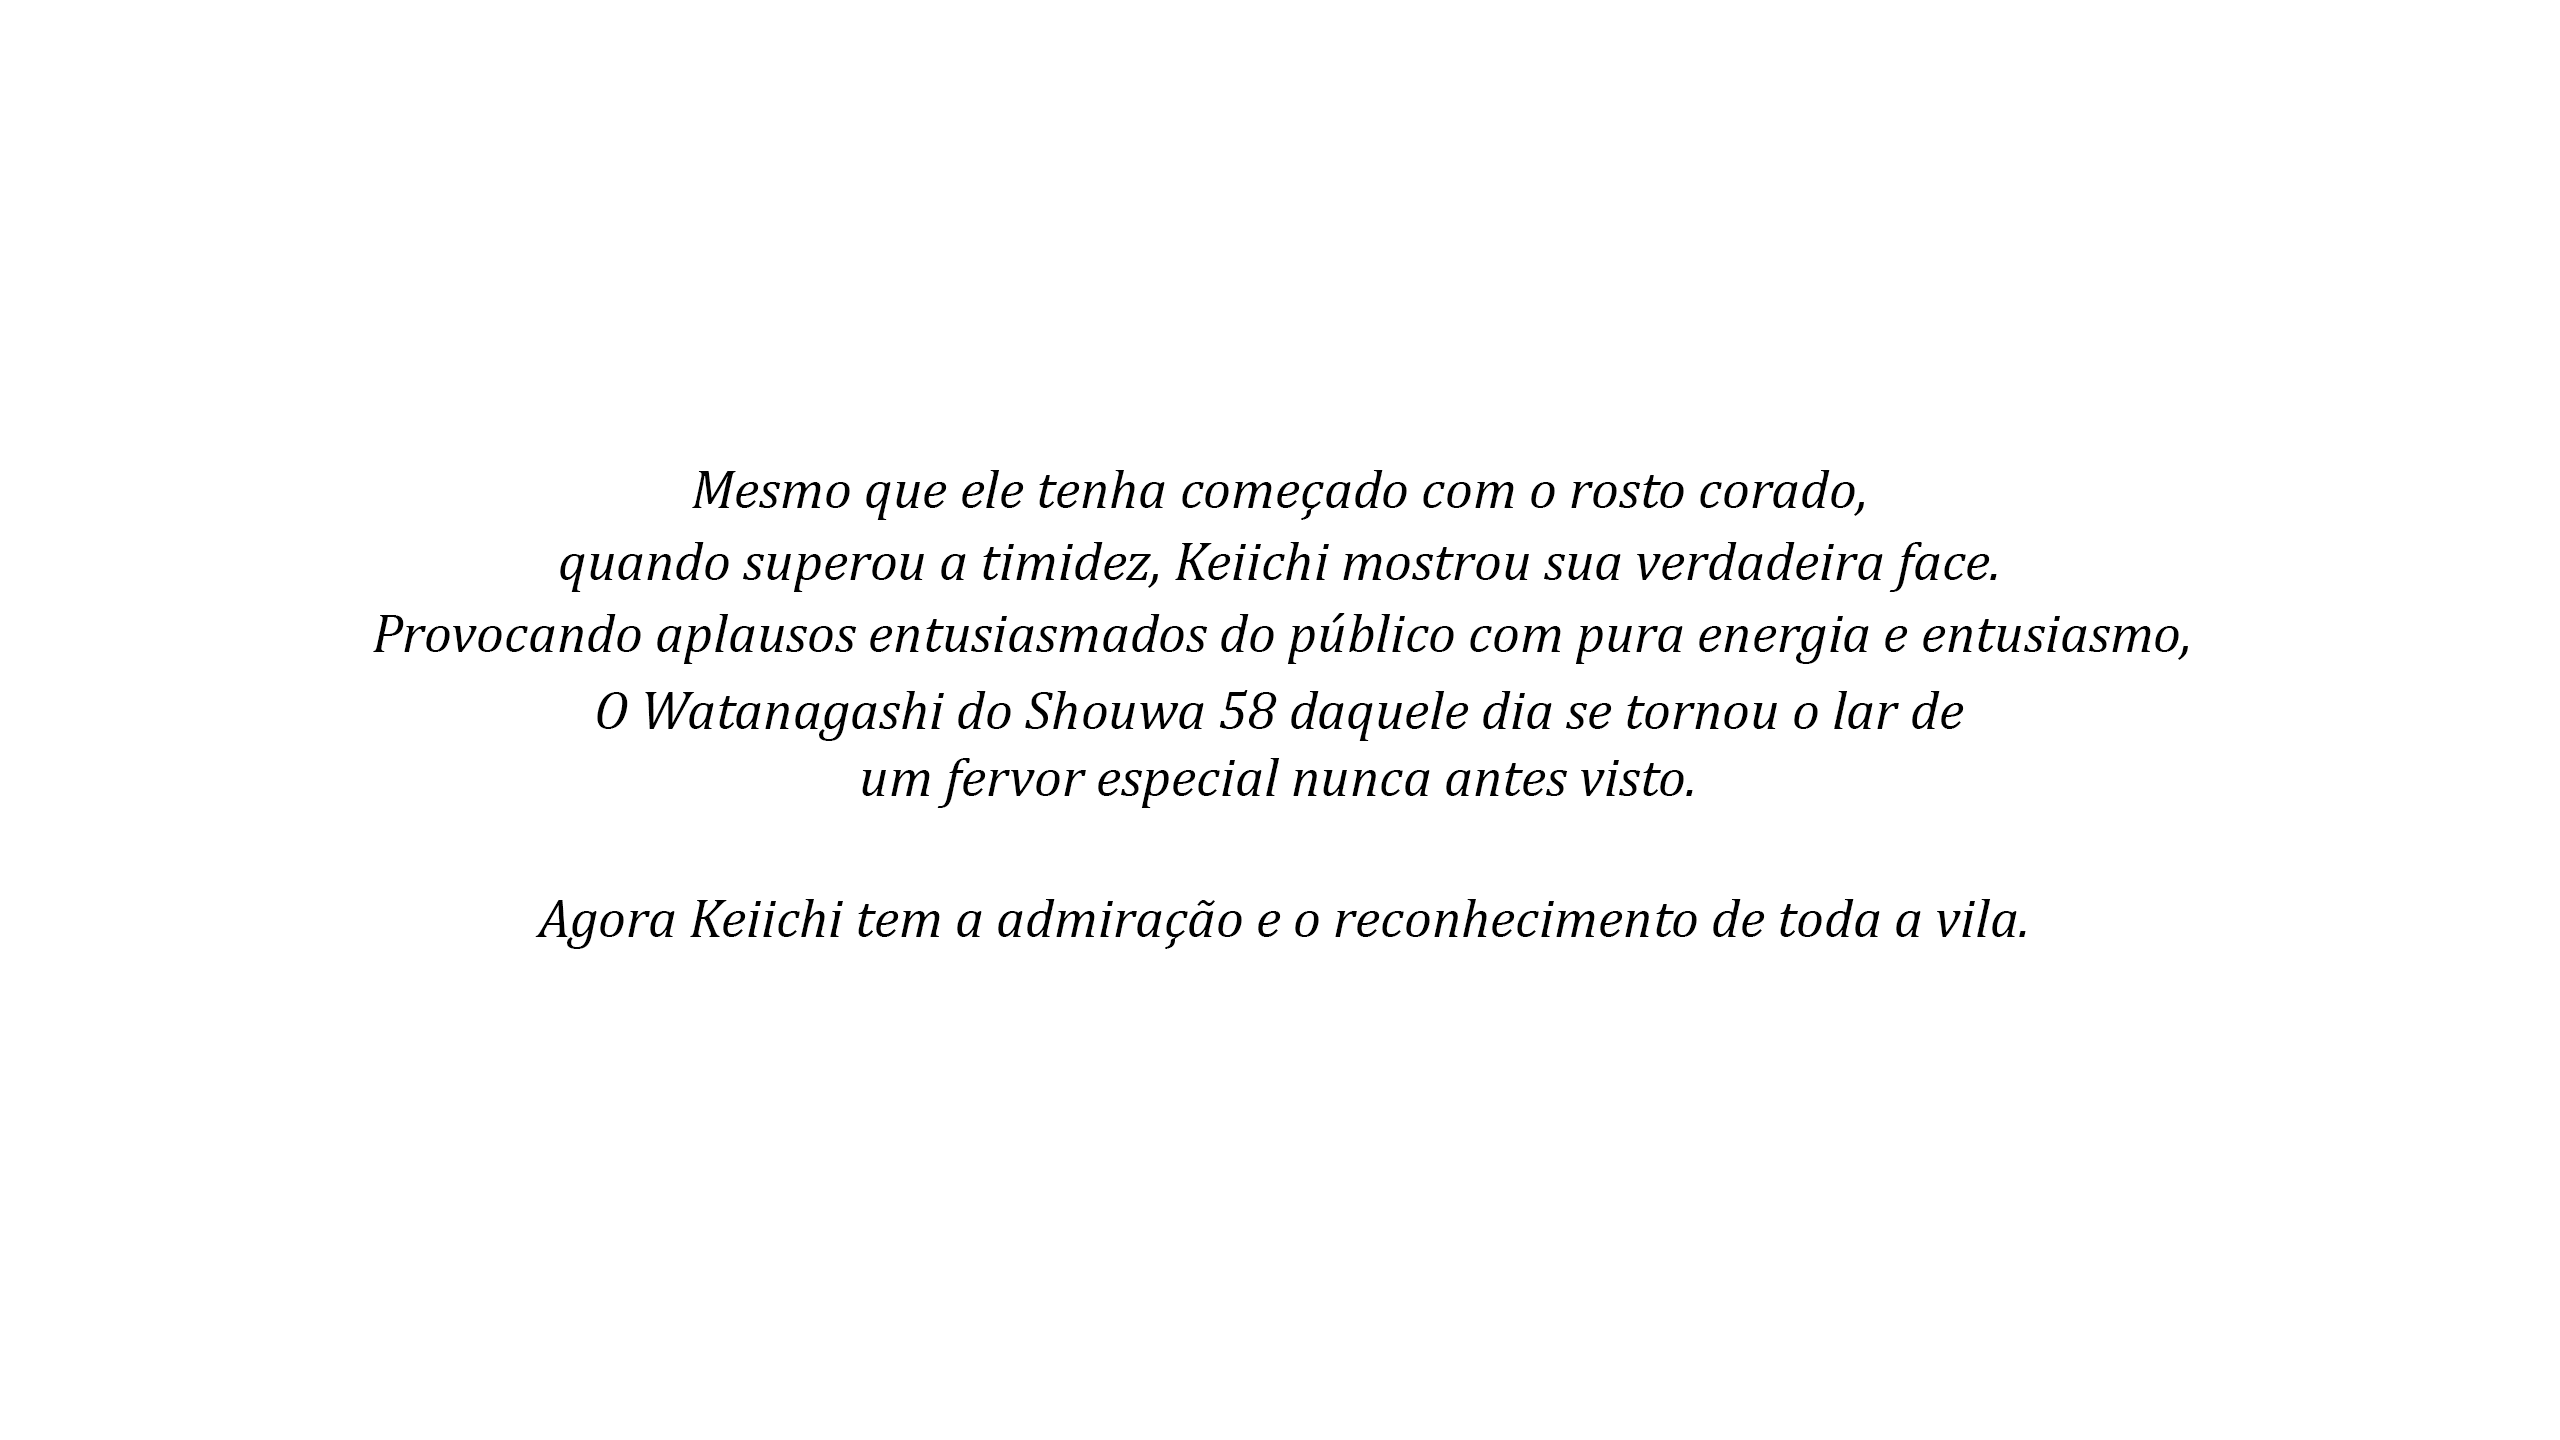 Mesmo que ele tenha começado com o rosto corado,
quando superou a timidez, Keiichi mostrou sua verdadeira face.
Provocando aplausos entusiasmados do público com pura energia e entusiasmo,
O Watanagashi do Shouwa 58 daquele dia se tornou o lar de
um fervor especial nunca antes visto.
Agora Keiichi tem a admiração e o reconhecimento de toda a vila.